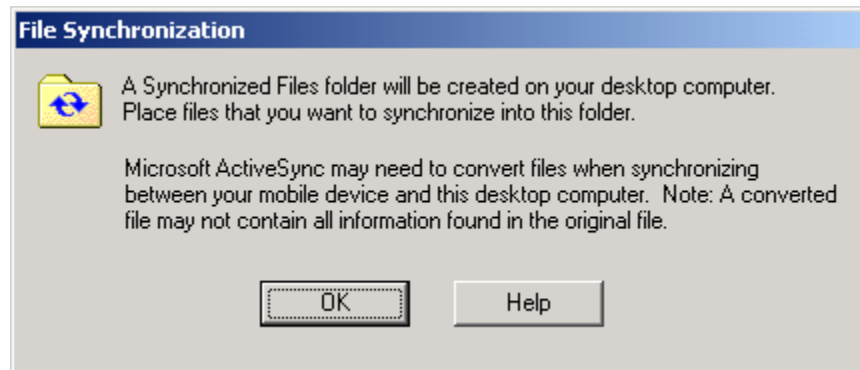 File Synchronization
A Synchronized Files folder will be created on your desktop computer.
Place files that you want to synchronize into this folder.
Microsoft ActiveSync may need to convert files when synchronizing
between your mobile device and this desktop computer.  Note: A converted
file may not contain all information found in the original file.
OK
Help